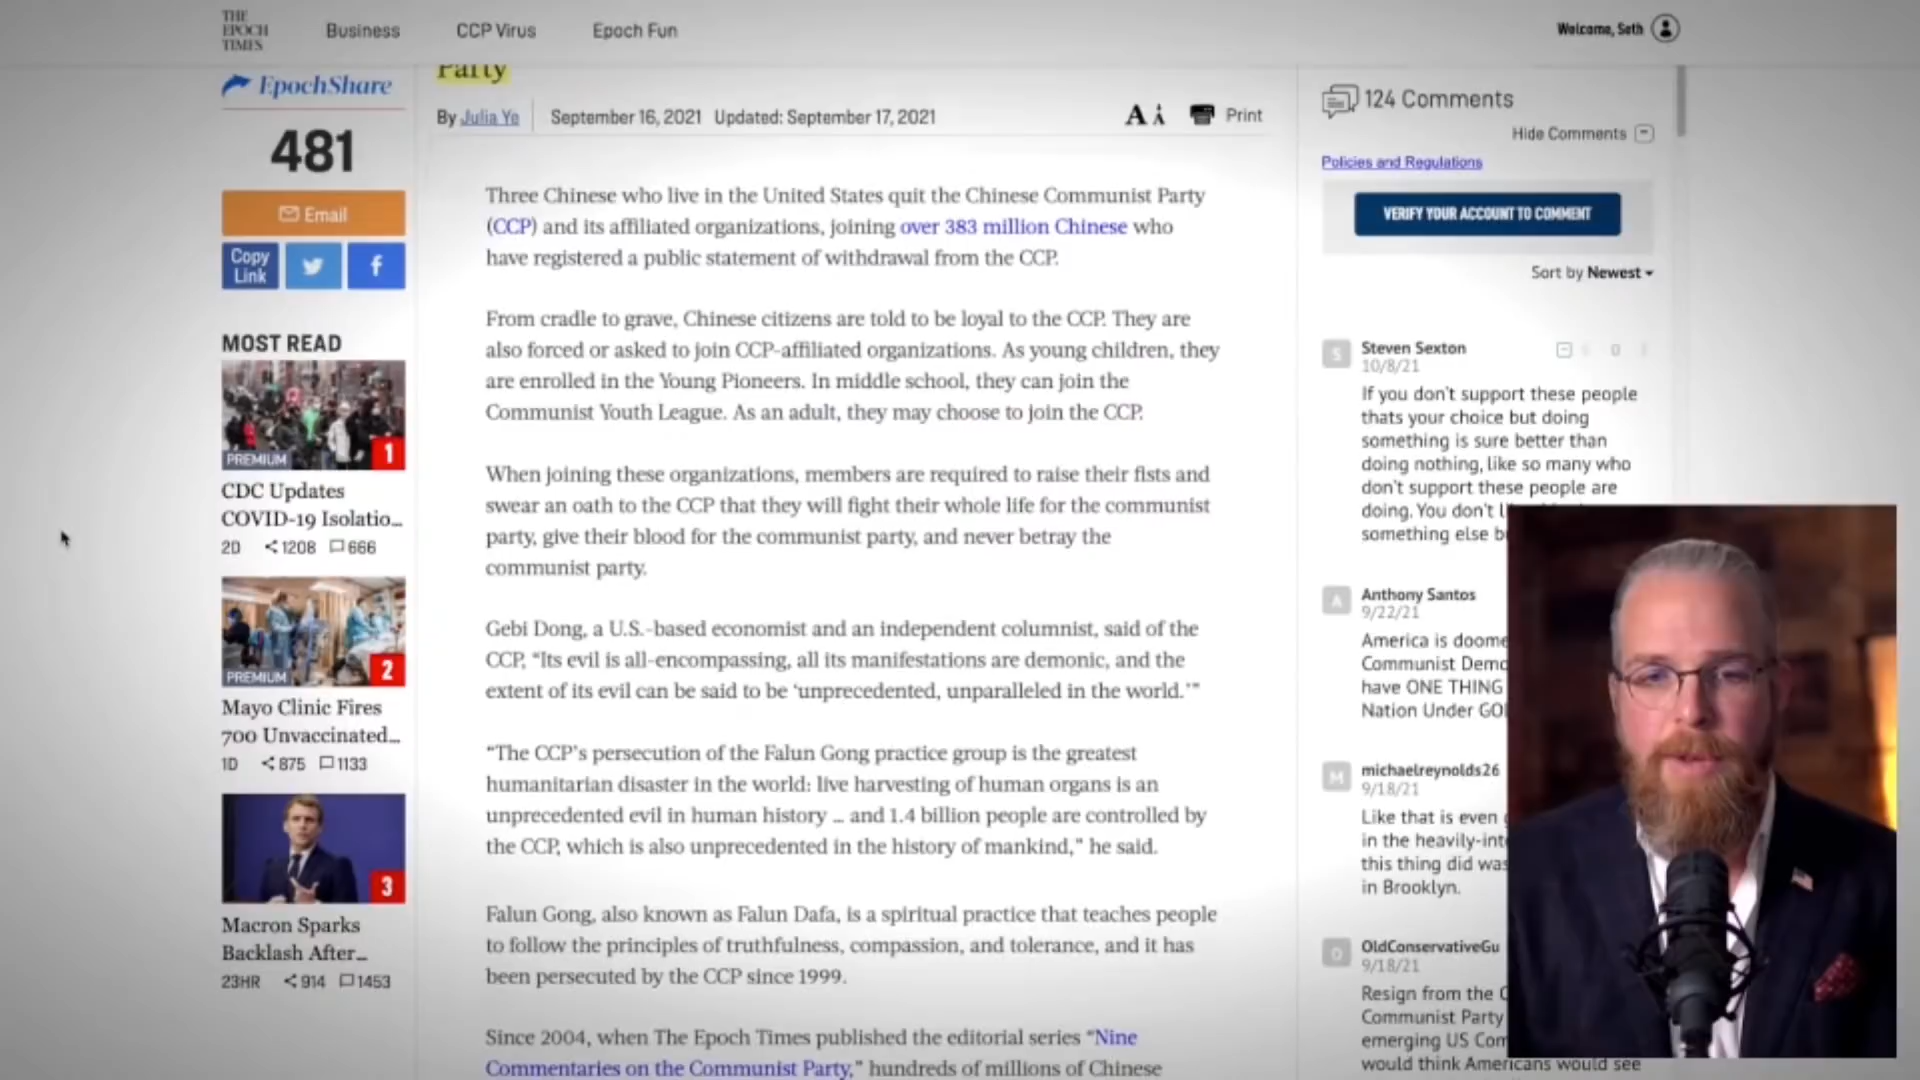 THE
EPOCH
TIMES
Business
CCP Virus
Epoch Fun
Welcome, Seth
EpochShare
481
Email
Copy
Link
MOST READ
PREMIUM
1
CDC Updates
COVID-19 Isolatio...
2D 1208 666
PREMIUM
2
Mayo Clinic Fires
700 Unvaccinated...
1D 875 1133
3
Macron Sparks
Backlash After...
23HR 914 1453
Party
By Julia Ye
September 16, 2021 Updated: September 17, 2021
A A Print
Three Chinese who live in the United States quit the Chinese Communist Party
(CCP) and its affiliated organizations, joining over 383 million Chinese who
have registered a public statement of withdrawal from the CCP.
From cradle to grave, Chinese citizens are told to be loyal to the CCP. They are
also forced or asked to join CCP-affiliated organizations. As young children, they
are enrolled in the Young Pioneers. In middle school, they can join the
Communist Youth League. As an adult, they may choose to join the CCP.
When joining these organizations, members are required to raise their fists and
swear an oath to the CCP that they will fight their whole life for the communist
party, give their blood for the communist party, and never betray the
communist party.
Gebi Dong, a U.S.-based economist and an independent columnist, said of the
CCP, “Its evil is all-encompassing, all its manifestations are demonic, and the
extent of its evil can be said to be ‘unprecedented, unparalleled in the world.’”
“The CCP’s persecution of the Falun Gong practice group is the greatest
humanitarian disaster in the world: live harvesting of human organs is an
unprecedented evil in human history ... and 1.4 billion people are controlled by
the CCP, which is also unprecedented in the history of mankind,” he said.
Falun Gong, also known as Falun Dafa, is a spiritual practice that teaches people
to follow the principles of truthfulness, compassion, and tolerance, and it has
been persecuted by the CCP since 1999.
Since 2004, when The Epoch Times published the editorial series “Nine
Commentaries on the Communist Party,” hundreds of millions of Chinese
124 Comments
Hide Comments
Policies and Regulations
VERIFY YOUR ACCOUNT TO COMMENT
Sort by Newest
S
Steven Sexton
0
10/8/21
If you don't support these people
thats your choice but doing
something is sure better than
doing nothing, like so many who
don't support these people are
doing. You don't
something else
A
Anthony Santos
9/22/21
America is
Communist
have ONE THING
Nation Under
M
michaelreynolds26
9/18/21
Like that is even
in the
this thing did was
in Brooklyn.
O
OldConservativeGu
9/18/21
Resign from the
Communist Party
emerging US
would think Americans would see